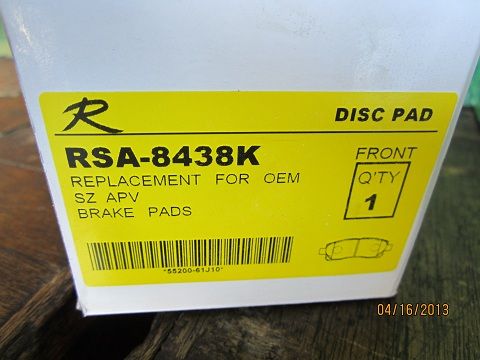 R
DISC PAD
RSA-8438K
REPLACEMENT FOR OEM
SZ APV
BRAKE PADS
FRONT
Q'TY
1
*55200-61J10*
04/16/2013